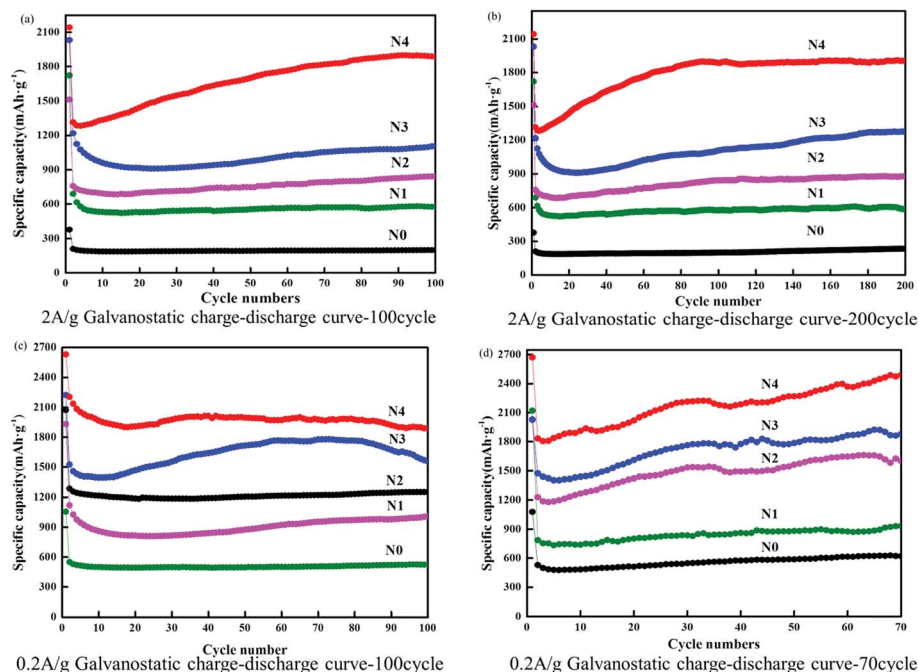 (a)
2100
1800
1500
1200
900
600
300
0
Specific capacity(mAh·g⁻¹)
N4
N3
N2
N1
N0
0 10 20 30 40 50 60 70 80 90 100
Cycle numbers
2A/g Galvanostatic charge-discharge curve-100cycle
(b)
2100
1800
1500
1200
900
600
300
0
Specific capacity(mAh·g⁻¹)
N4
N3
N2
N1
N0
0 20 40 60 80 100 120 140 160 180 200
Cycle number
2A/g Galvanostatic charge-discharge curve-200cycle
(c)
2700
2400
2100
1800
1500
1200
900
600
300
0
Specific capacity(mAh·g⁻¹)
N4
N3
N2
N1
N0
0 10 20 30 40 50 60 70 80 90 100
Cycle numbers
0.2A/g Galvanostatic charge-discharge curve-100cycle
(d)
2700
2400
2100
1800
1500
1200
900
600
300
0
Specific capacity(mAh·g⁻¹)
N4
N3
N2
N1
N0
0 10 20 30 40 50 60 70
Cycle numbers
0.2A/g Galvanostatic charge-discharge curve-70cycle